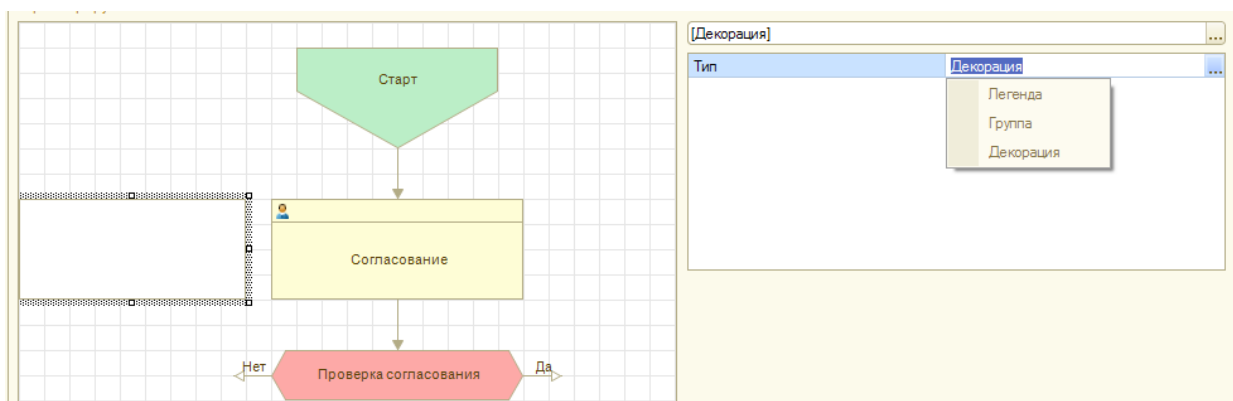 [Декорация] ...
Тип Декорация ...
Легенда
Группа
Декорация
Старт
Согласование
Нет
Проверка согласования
Да